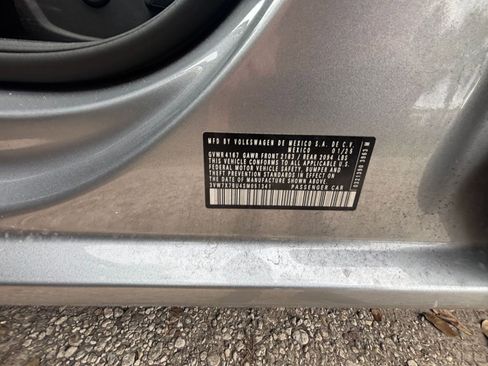 MFD BY VOLKSWAGEN DE MEXICO S.A. DE C.V.
MEXICO 01/25
GVWR 4167 GAWR FRONT 2183 / REAR 2094 LBS
THIS VEHICLE CONFORMS TO ALL APPLICABLE U.S.
FEDERAL MOTOR VEHICLE SAFETY, BUMPER AND
THEFT PREVENTION STANDARDS IN EFFECT ON
THE DATE OF MANUFACTURE SHOWN ABOVE.
PASSENGER CAR